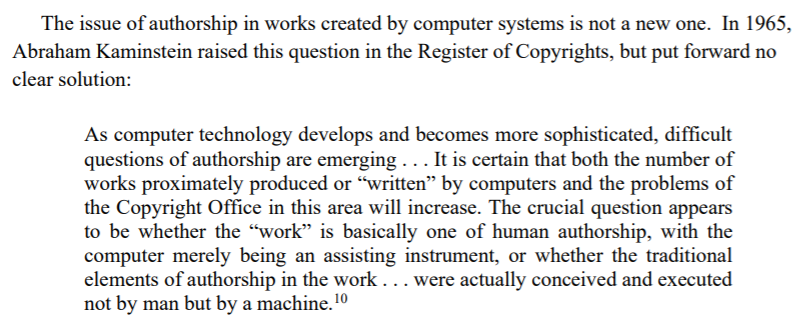 The issue of authorship in works created by computer systems is not a new one.  In 1965,
Abraham Kaminstein raised this question in the Register of Copyrights, but put forward no
clear solution:
As computer technology develops and becomes more sophisticated, difficult
questions of authorship are emerging . . . It is certain that both the number of
works proximately produced or “written” by computers and the problems of
the Copyright Office in this area will increase. The crucial question appears
to be whether the “work” is basically one of human authorship, with the
computer merely being an assisting instrument, or whether the traditional
elements of authorship in the work . . . were actually conceived and executed
not by man but by a machine.¹⁰